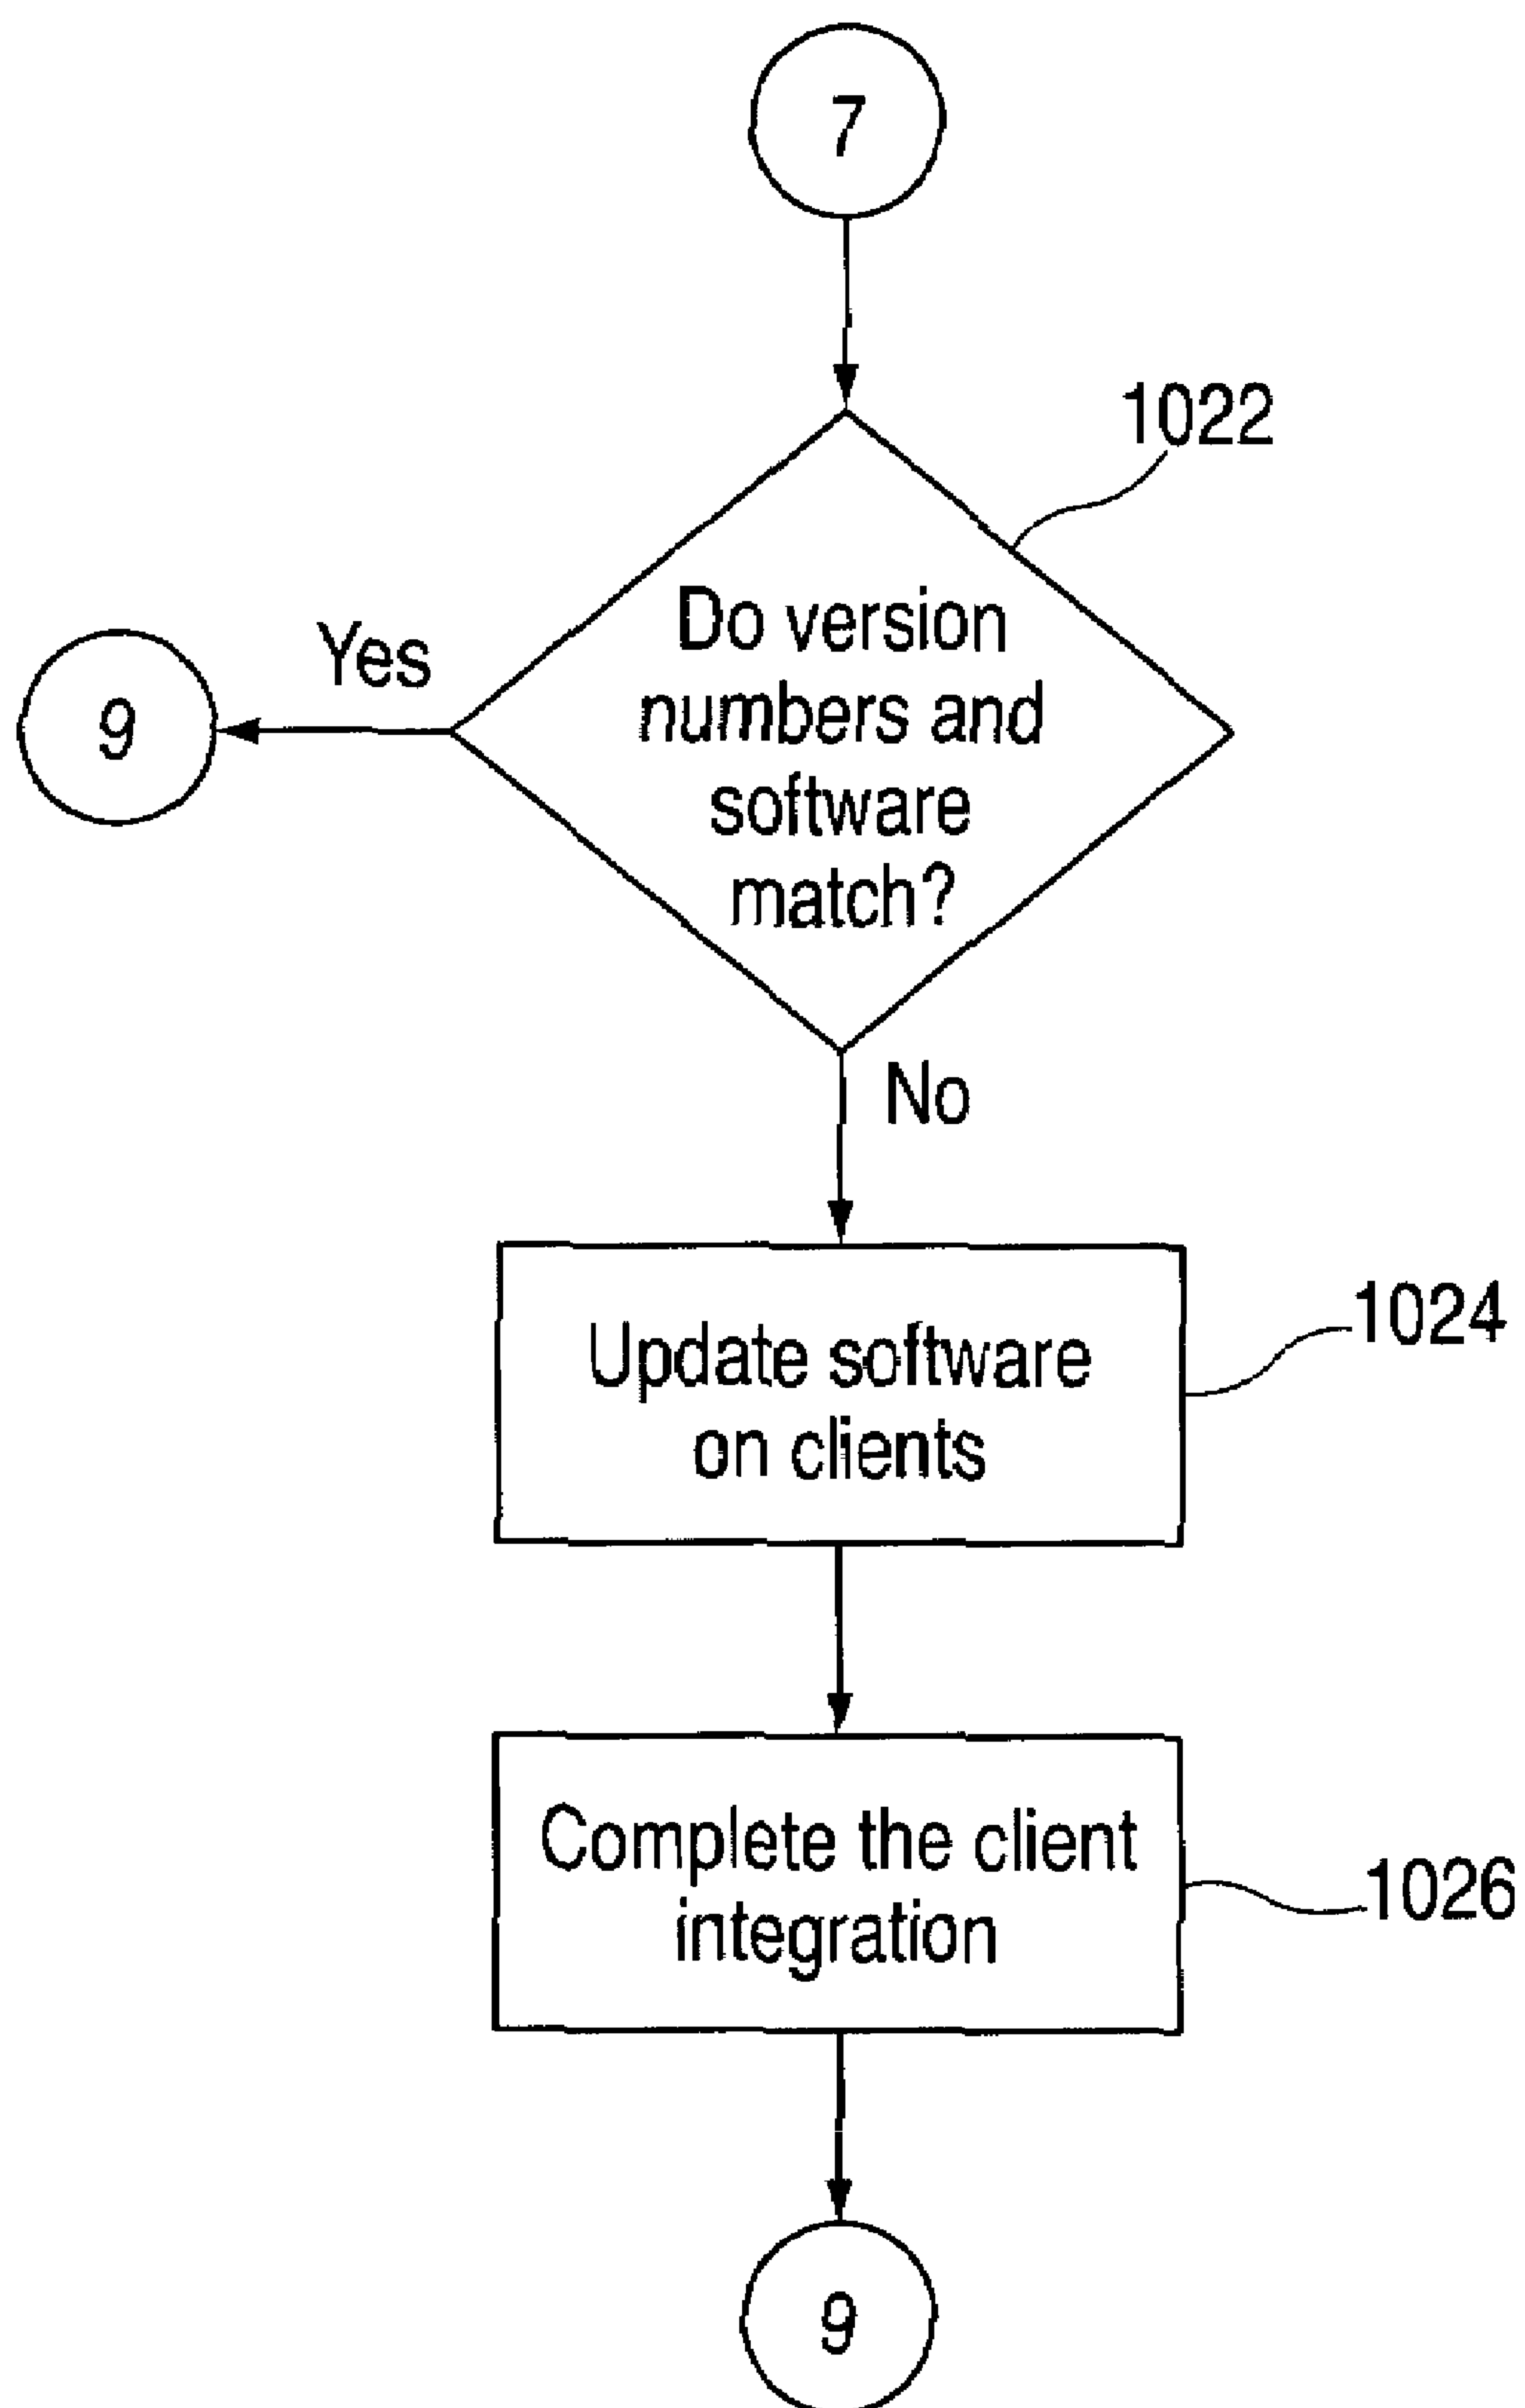 7
1022
Do version
numbers and
software
match?
Yes
9
No
Update software
on clients
1024
Complete the client
integration
1026
9